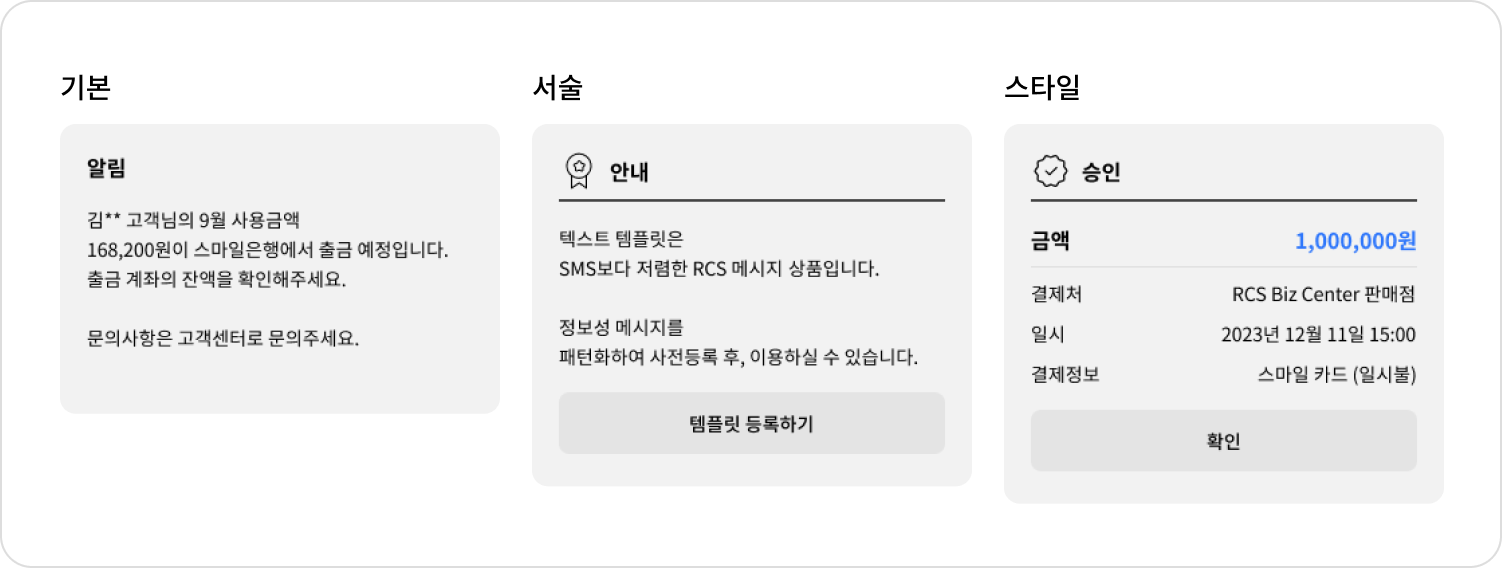 기본
알림
김** 고객님의 9월 사용금액
168,200원이 스마일은행에서 출금 예정입니다.
출금 계좌의 잔액을 확인해주세요.
문의사항은 고객센터로 문의주세요.
서술
안내
텍스트 템플릿은
SMS보다 저렴한 RCS 메시지 상품입니다.
정보성 메시지를
패턴화하여 사전등록 후, 이용하실 수 있습니다.
템플릿 등록하기
스타일
승인
금액 1,000,000원
결제처 RCS Biz Center 판매점
일시 2023년 12월 11일 15:00
결제정보 스마일 카드 (일시불)
확인